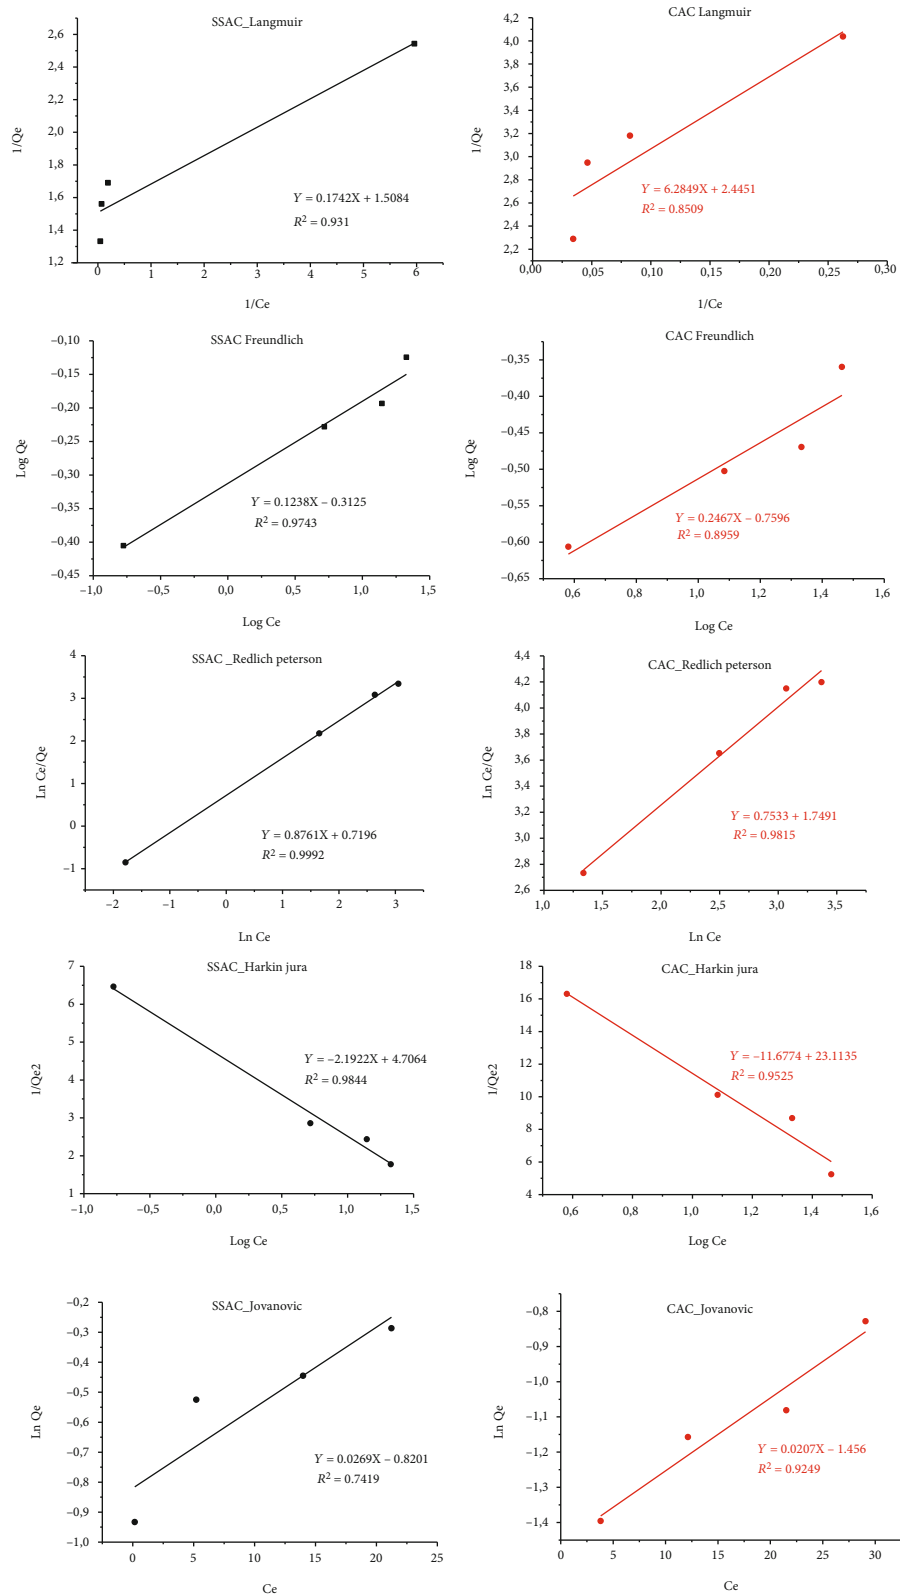 SSAC_Langmuir
2,6
2,4
2,2
2,0
1,8
1,6
1,4
1,2
1/Qe
Y = 0.1742X + 1.5084
R2 = 0.931
0 1 2 3 4 5 6
1/Ce
CAC Langmuir
4,2
4,0
3,8
3,6
3,4
3,2
3,0
2,8
2,6
2,4
2,2
1/Qe
Y = 6.2849X + 2.4451
R2 = 0.8509
0,00 0,05 0,10 0,15 0,20 0,25 0,30
1/Ce
SSAC Freundlich
–0,10
–0,15
–0,20
–0,25
–0,30
–0,35
–0,40
–0,45
Log Qe
Y = 0.1238X – 0.3125
R2 = 0.9743
–1,0 –0,5 0,0 0,5 1,0 1,5
Log Ce
CAC Freundlich
–0,35
–0,40
–0,45
–0,50
–0,55
–0,60
–0,65
Log Qe
Y = 0.2467X – 0.7596
R2 = 0.8959
0,6 0,8 1,0 1,2 1,4 1,6
Log Ce
SSAC _Redlich peterson
4
3
2
1
0
–1
Ln Ce/Qe
Y = 0.8761X + 0.7196
R2 = 0.9992
–2 –1 0 1 2 3
Ln Ce
CAC_Redlich peterson
4,4
4,2
4,0
3,8
3,6
3,4
3,2
3,0
2,8
2,6
Ln Ce/Qe
Y = 0.7533 + 1.7491
R2 = 0.9815
1,0 1,5 2,0 2,5 3,0 3,5
Ln Ce
SSAC_Harkin jura
7
6
5
4
3
2
1
1/Qe2
Y = –2.1922X + 4.7064
R2 = 0.9844
–1,0 –0,5 0,0 0,5 1,0 1,5
Log Ce
CAC_Harkin jura
18
16
14
12
10
8
6
4
1/Qe2
Y = –11.6774 + 23.1135
R2 = 0.9525
0,6 0,8 1,0 1,2 1,4 1,6
Log Ce
SSAC_Jovanovic
–0,2
–0,3
–0,4
–0,5
–0,6
–0,7
–0,8
–0,9
–1,0
Ln Qe
Y = 0.0269X – 0.8201
R2 = 0.7419
0 5 10 15 20 25
Ce
CAC_Jovanovic
–0,8
–0,9
–1,0
–1,1
–1,2
–1,3
–1,4
Ln Qe
Y = 0.0207X – 1.456
R2 = 0.9249
0 5 10 15 20 25 30
Ce